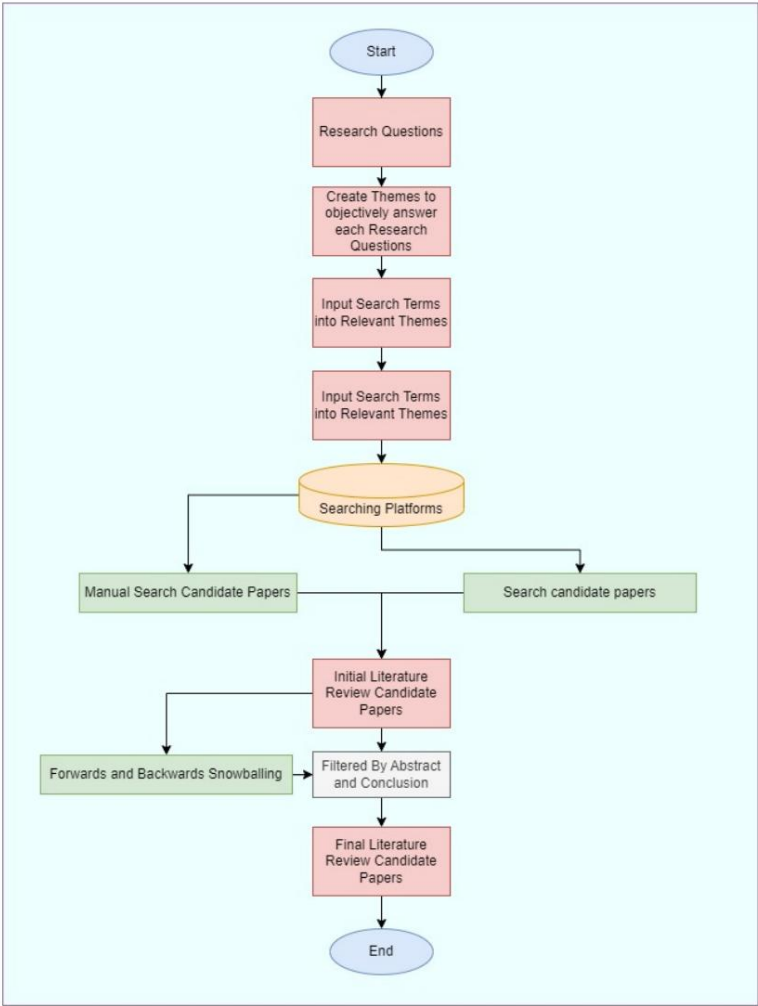 Start
Research Questions
Create Themes to
objectively answer
each Research
Questions
Input Search Terms
into Relevant Themes
Input Search Terms
into Relevant Themes
Searching Platforms
Manual Search Candidate Papers
Search candidate papers
Initial Literature
Review Candidate
Papers
Forwards and Backwards Snowballing
Filtered By Abstract
and Conclusion
Final Literature
Review Candidate
Papers
End